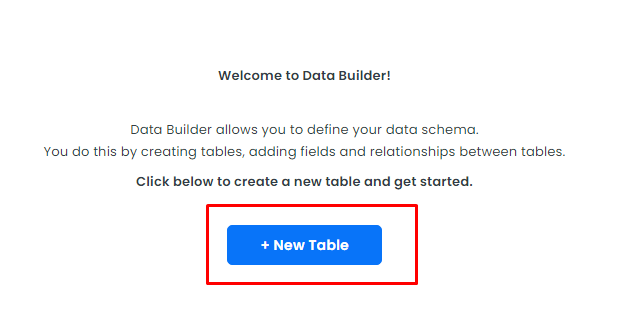 Welcome to Data Builder!
Data Builder allows you to define your data schema.
You do this by creating tables, adding fields and relationships between tables.
Click below to create a new table and get started.
+ New Table